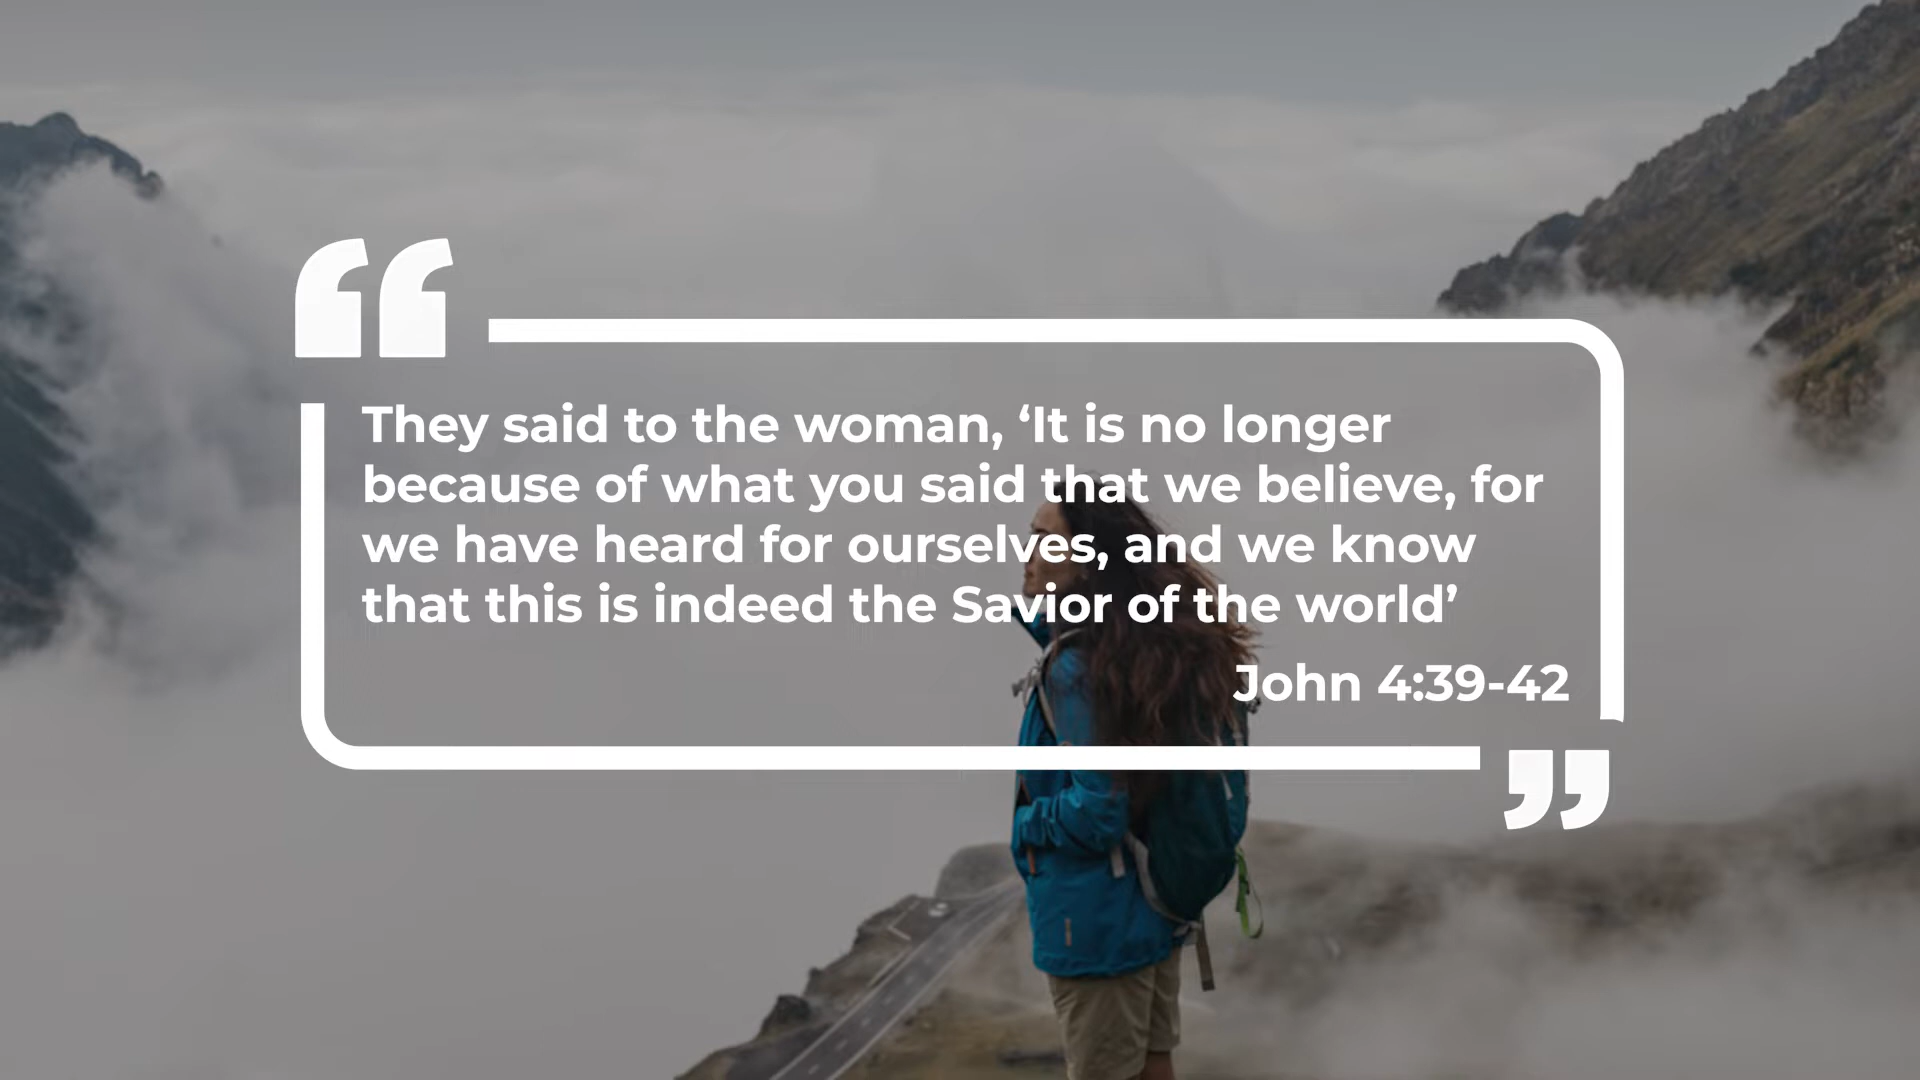 They said to the woman, ‘It is no longer
because of what you said that we believe, for
we have heard for ourselves, and we know
that this is indeed the Savior of the world’
John 4:39-42